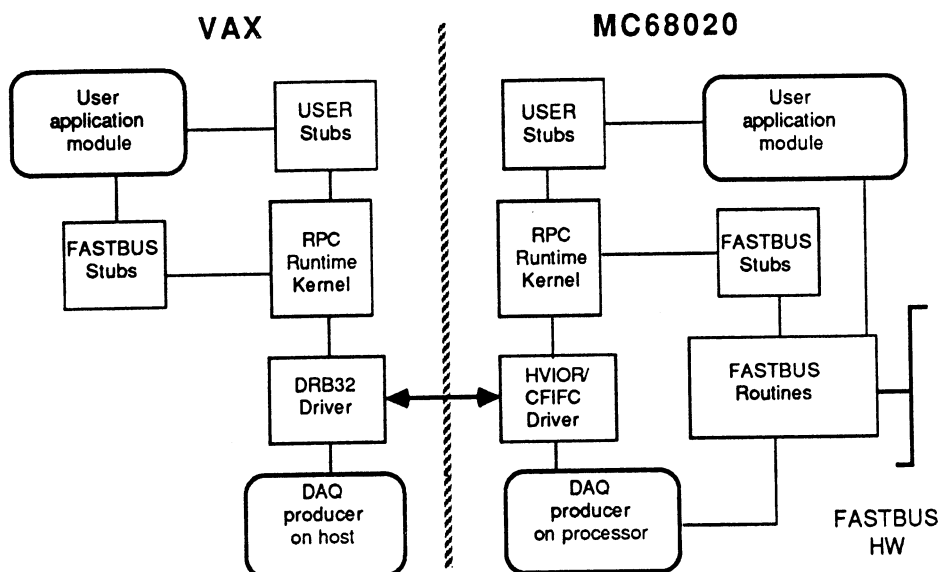 VAX
MC68020
User
application
module
USER
Stubs
FASTBUS
Stubs
RPC
Runtime
Kernel
DRB32
Driver
DAQ
producer
on host
USER
Stubs
User
application
module
RPC
Runtime
Kernel
FASTBUS
Stubs
HVIOR/
CFIFC
Driver
FASTBUS
Routines
DAQ
producer
on processor
FASTBUS
HW